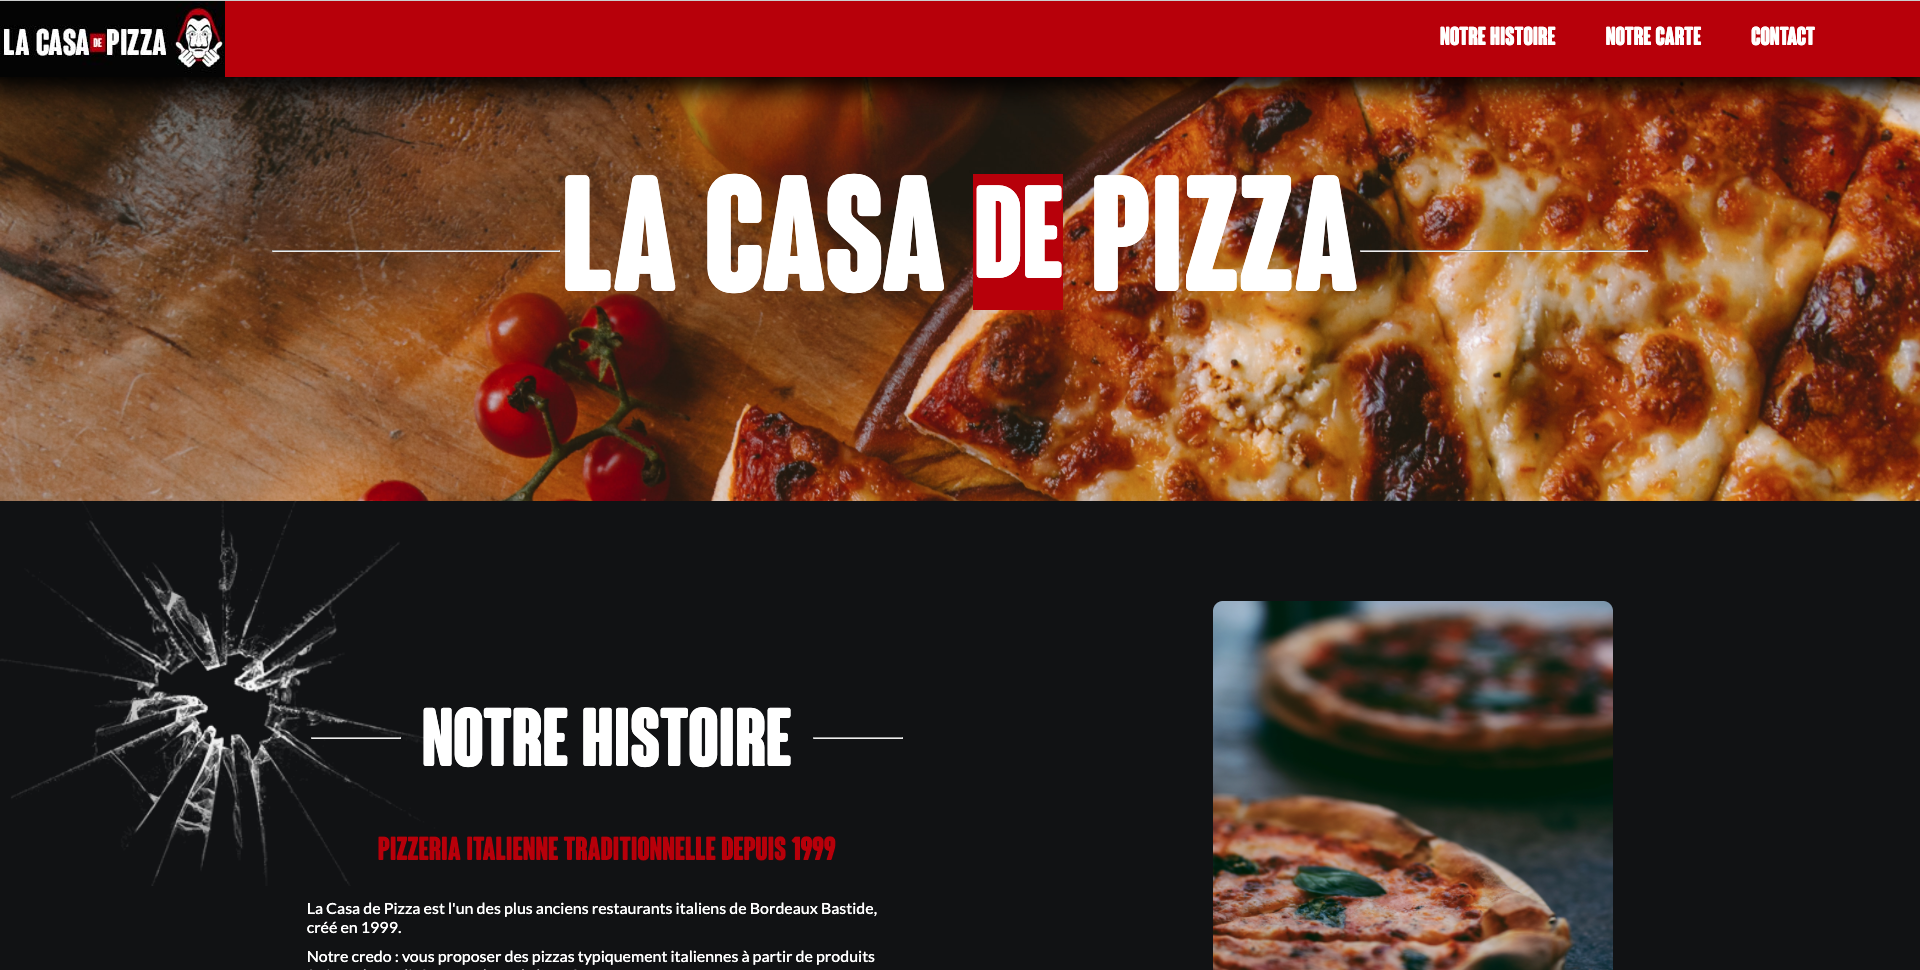 LA CASA DE PIZZA
NOTRE HISTOIRE
NOTRE CARTE
CONTACT
LA CASA DE PIZZA
NOTRE HISTOIRE
PIZZERIA ITALIENNE TRADITIONNELLE DEPUIS 1999
La Casa de Pizza est l'un des plus anciens restaurants italiens de Bordeaux Bastide,
créé en 1999.
Notre credo : vous proposer des pizzas typiquement italiennes à partir de produits